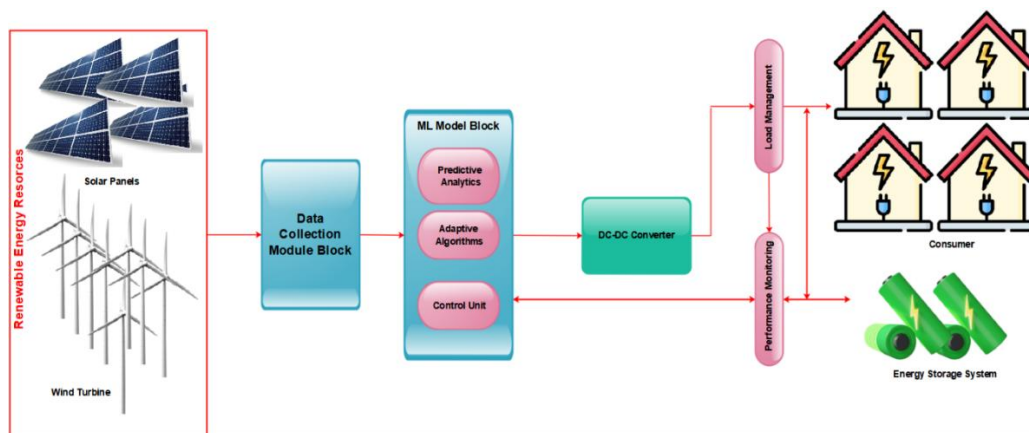 Renewable Energy Resorces
Solar Panels
Wind Turbine
Data
Collection
Module Block
ML Model Block
Predictive
Analytics
Adaptive
Algorithms
Control Unit
DC-DC Converter
Load Management
Performance Monitoring
Consumer
Energy Storage System